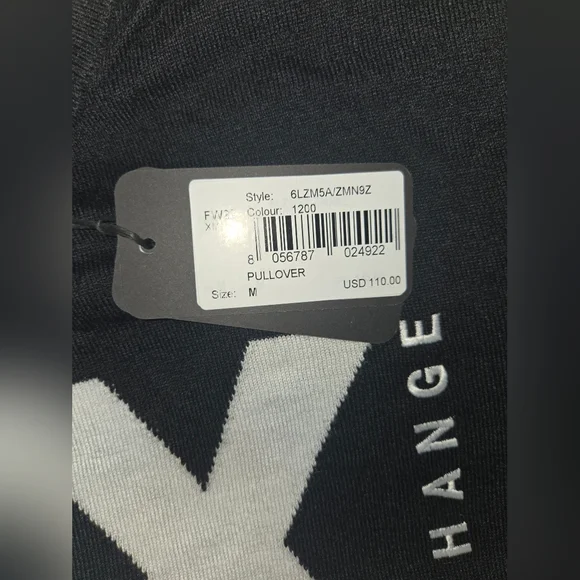 Style: 6LZM5A/ZMN9Z
Colour: 1200
8 056787 024922
PULLOVER
Size: M USD 110.00
HANGE